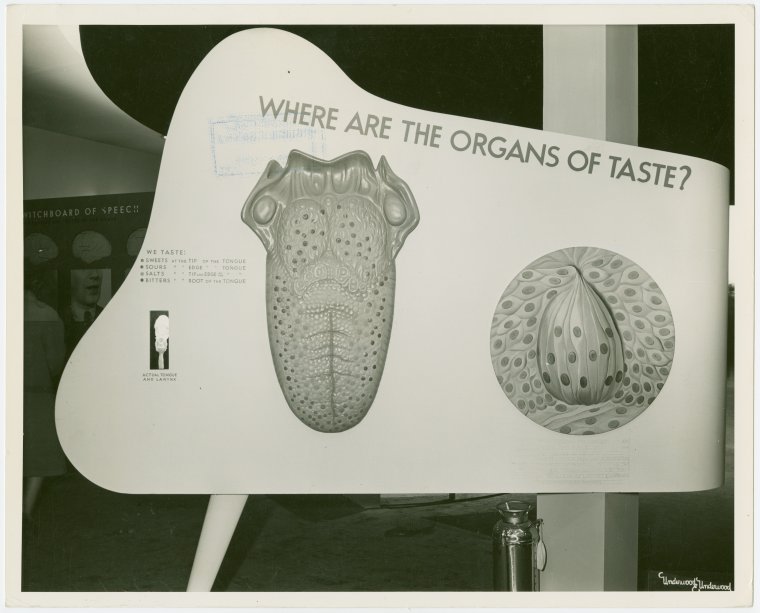 WHERE ARE THE ORGANS OF TASTE?
WITCHBOARD OF SPEECH
WE TASTE:
SWEETS AT THE TIP OF THE TONGUE
SOURS " " EDGE " " TONGUE
SALTS " " TIP AND EDGE " "
BITTERS " " ROOT OF THE TONGUE
ACTUAL TONGUE
AND LARYNX
Underwood & Underwood